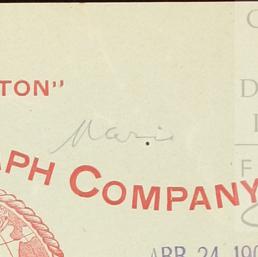 TON"
Marie
APH COMPANY
APR 24 190